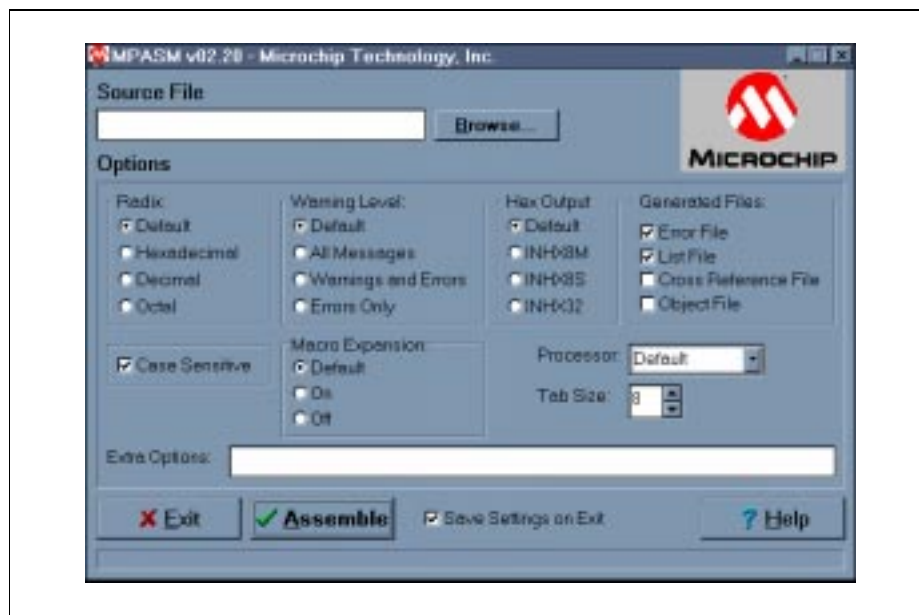 MPASM v02.20 - Microchip Technology, Inc.
Source File
Browse...
MICROCHIP
Options
Radix:
Default
Hexadecimal
Decimal
Octal
Warning Level:
Default
All Messages
Warnings and Errors
Errors Only
Hex Output
Default
INHX8M
INHX8S
INHX32
Generated Files:
Error File
List File
Cross Reference File
Object File
Case Sensitive
Macro Expansion
Default
On
Off
Processor: Default
Tab Size: 8
Extra Options:
Exit
Assemble
Save Settings on Exit
? Help